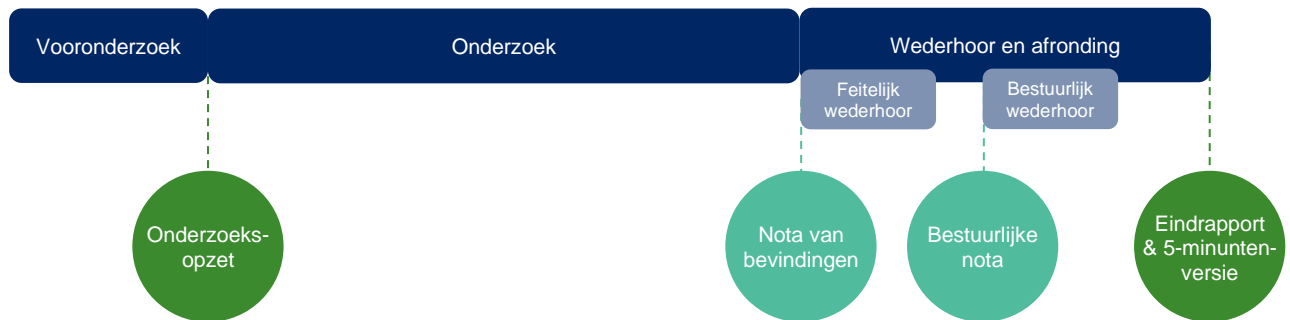 Vooronderzoek
Onderzoek
Wederhoor en afronding
Feitelijk
wederhoor
Bestuurlijk
wederhoor
Onderzoeks-
opzet
Nota van
bevindingen
Bestuurlijke
nota
Eindrapport
& 5-minunten-
versie